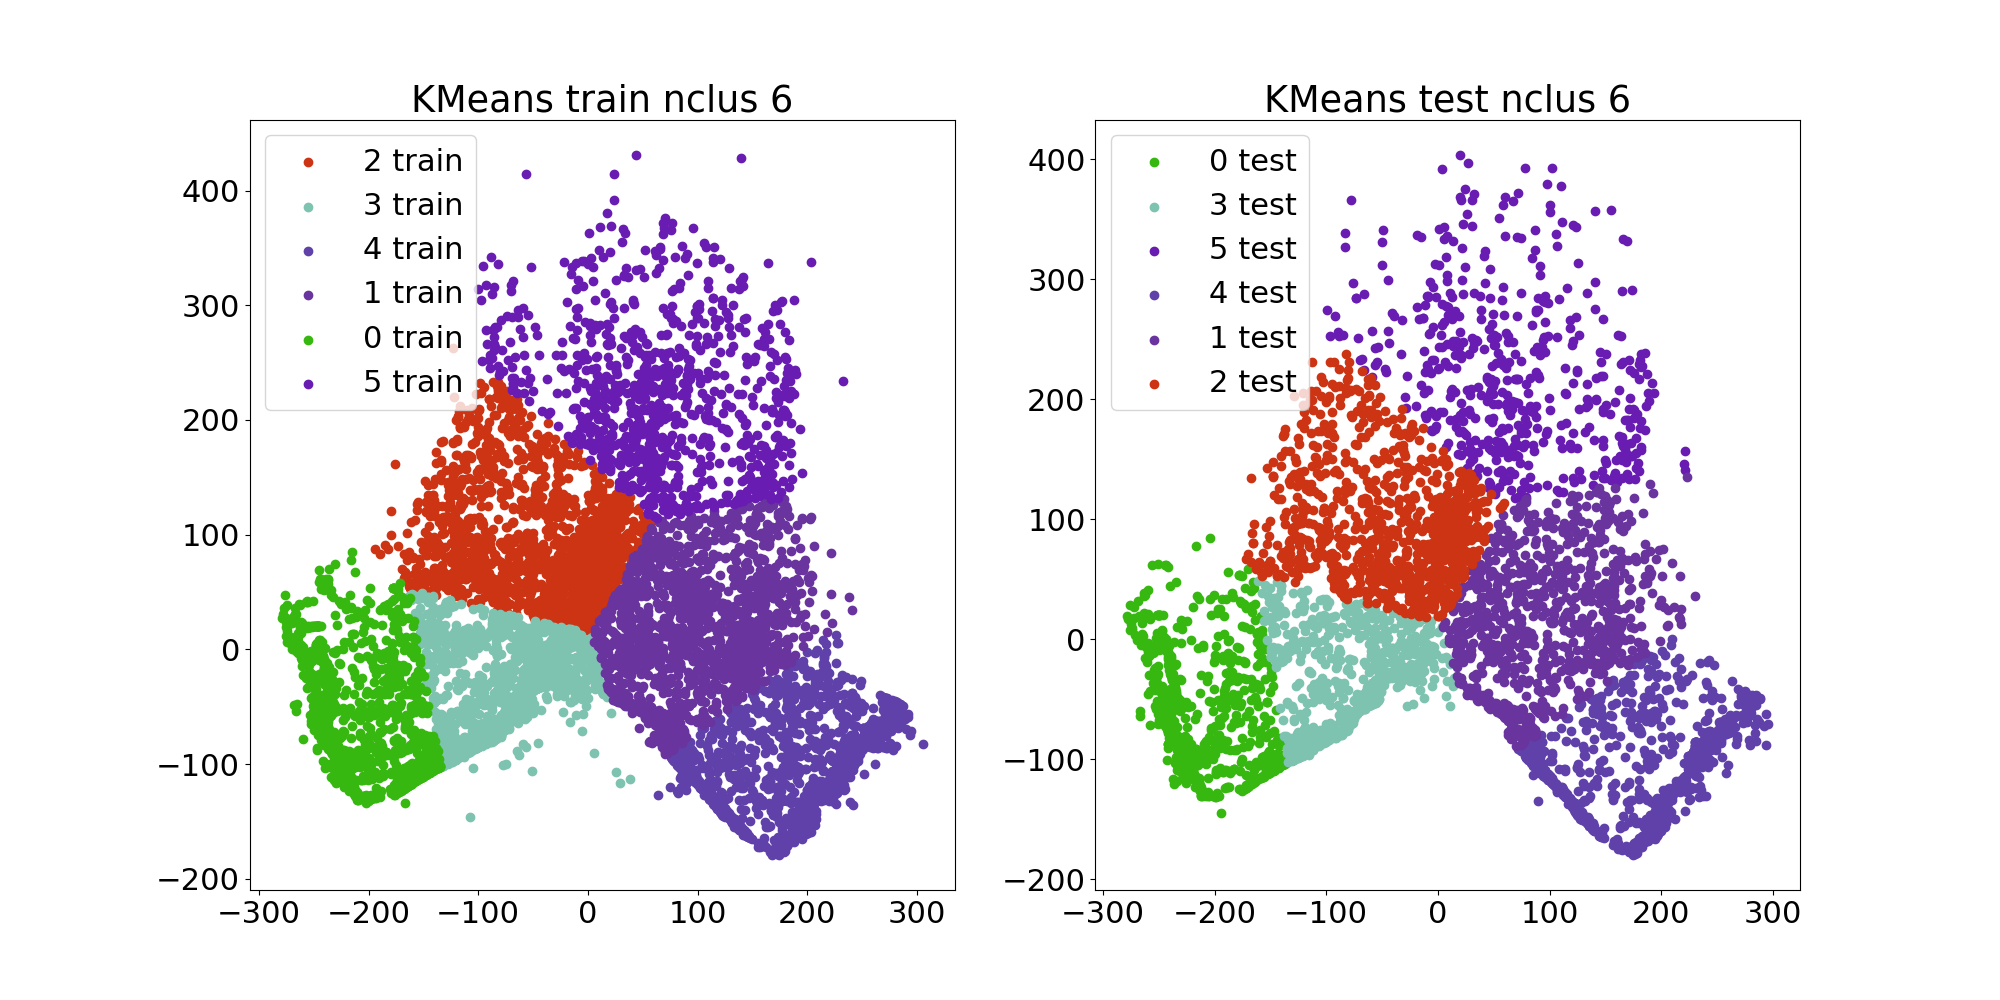 KMeans train nclus 6
2 train
3 train
4 train
1 train
0 train
5 train
400
300
200
100
0
−100
−200
−300 −200 −100 0 100 200 300
KMeans test nclus 6
0 test
3 test
5 test
4 test
1 test
2 test
400
300
200
100
0
−100
−200
−300 −200 −100 0 100 200 300